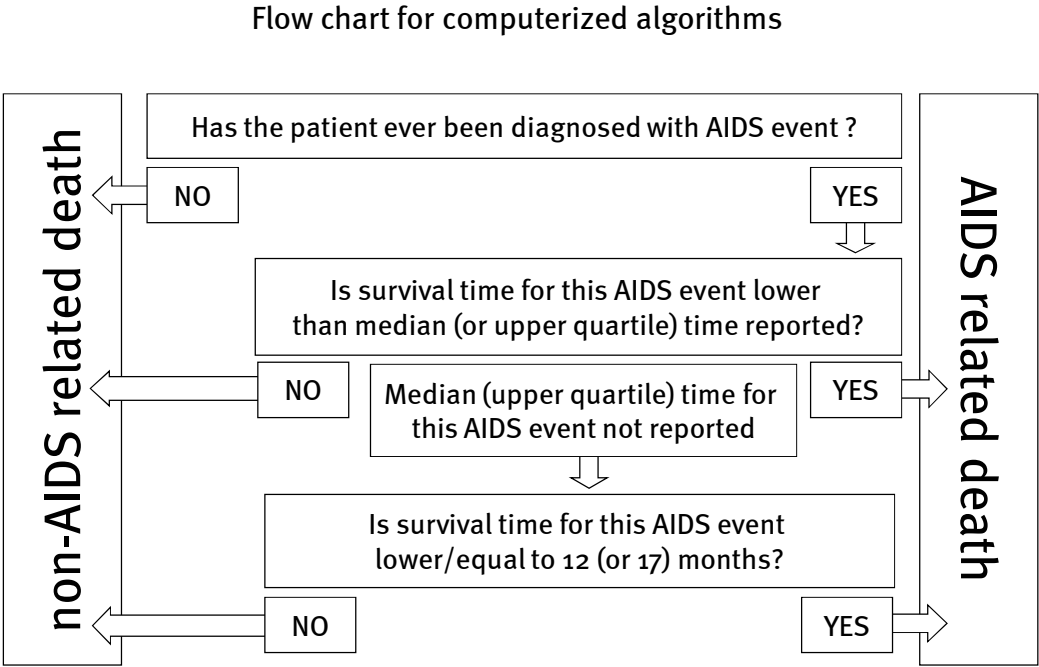 Flow chart for computerized algorithms
non-AIDS related death
Has the patient ever been diagnosed with AIDS event ?
NO
YES
Is survival time for this AIDS event lower
than median (or upper quartile) time reported?
NO
Median (upper quartile) time for
this AIDS event not reported
YES
Is survival time for this AIDS event
lower/equal to 12 (or 17) months?
NO
YES
AIDS related death